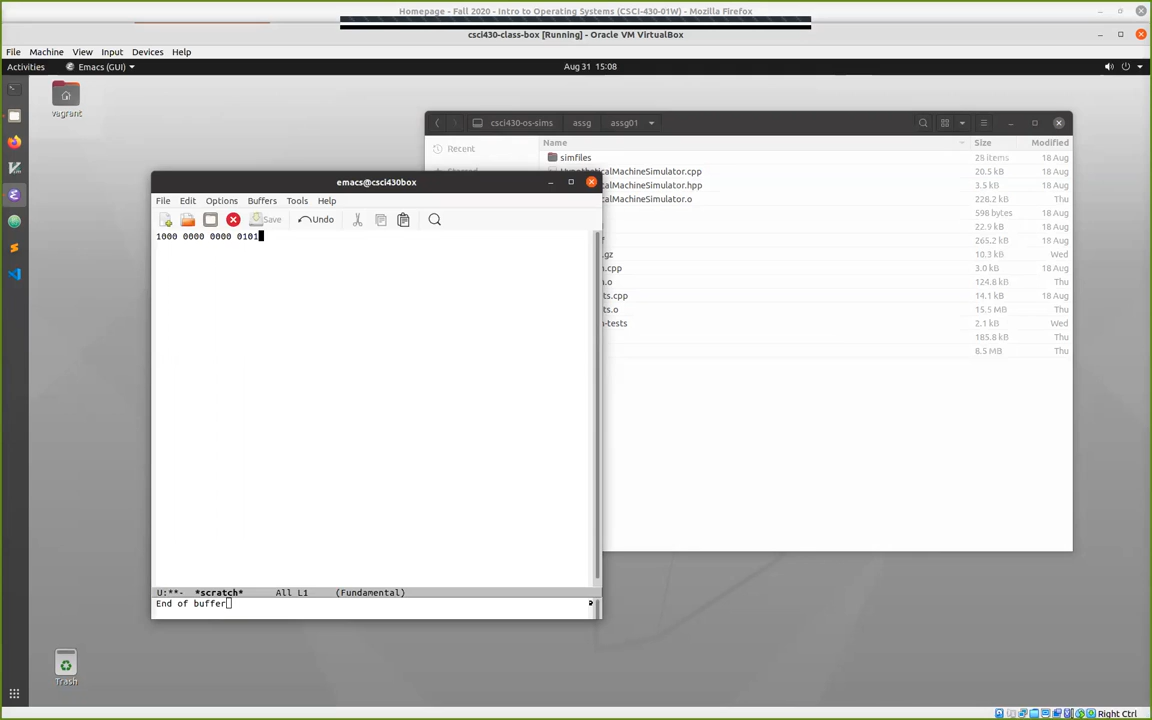 Homepage - Fall 2020 - Intro to Operating Systems (CSCI-430-01W) - Mozilla Firefox
csci430-class-box [Running] - Oracle VM VirtualBox
File Machine View Input Devices Help
Activities Emacs (GUI) Aug 31 15:08
vagrant
csci430-os-sims assg assg01
Recent Name Size Modified
simfiles 28 items 18 Aug
calMachineSimulator.cpp 20.5 kB 18 Aug
calMachineSimulator.hpp 3.5 kB 18 Aug
calMachineSimulator.o 228.2 kB Thu
598 bytes 18 Aug
22.9 kB 18 Aug
265.2 kB 18 Aug
.gz 10.3 kB Wed
.cpp 3.0 kB 18 Aug
.o 124.8 kB Thu
ts.cpp 14.1 kB 18 Aug
ts.o 15.5 MB Thu
-tests 2.1 kB Wed
185.8 kB Thu
8.5 MB Thu
emacs@csci430box
File Edit Options Buffers Tools Help
Save Undo
1000 0000 0000 0101
U:**- *scratch* All L1 (Fundamental)
End of buffer
Trash
Right Ctrl